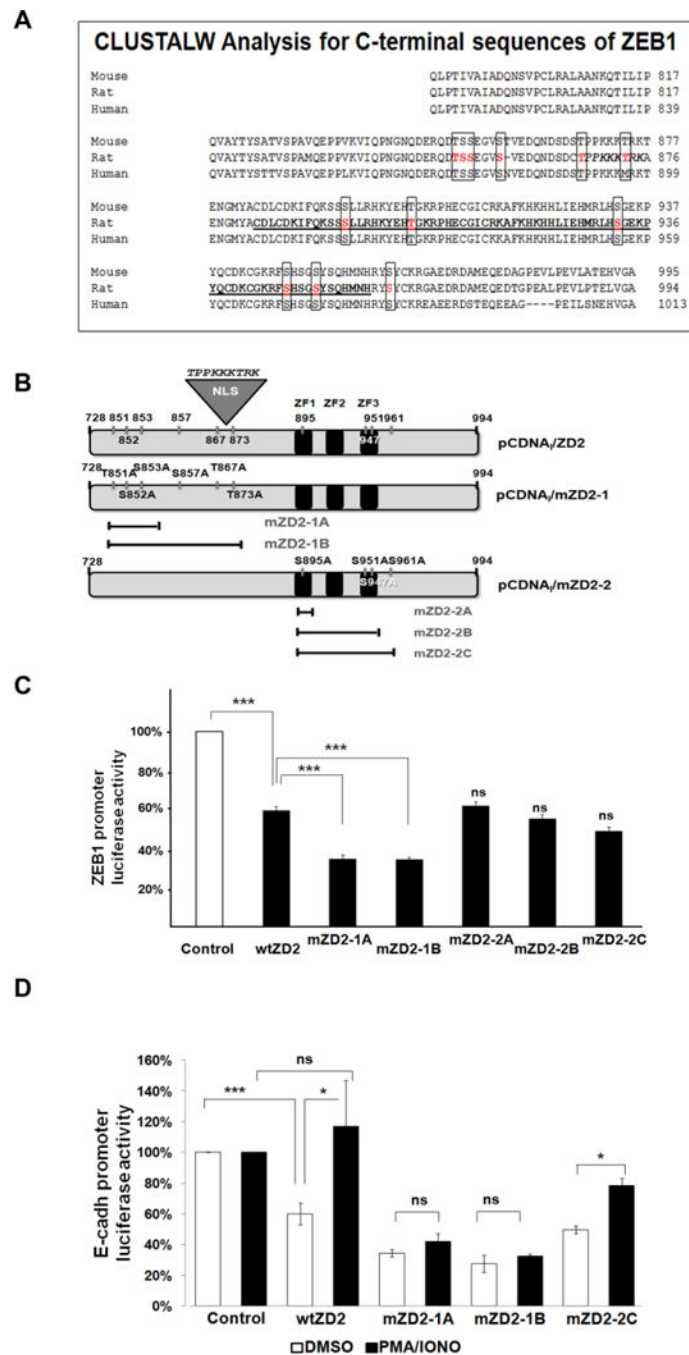 A
CLUSTALW Analysis for C-terminal sequences of ZEB1
Mouse QLPTIVAIADQNSVPCLRALAANKQTILIP 817
Rat QLPTIVAIADQNSVPCLRALAANKQTILIP 817
Human QLPTIVAIADQNSVPCLRALAANKQTILIP 839
Mouse QVAYTYSATVSPAVQEPPVKVIQPNGNQDERQDTSSEGVSTVEDQNDSDSTPPKKKTRKT 877
Rat QVAYTYSATVSPAVQEPPVKVIQPNGNQDERQDTSSEGVS-VEDQNDSDCTPPKKKTRKA 876
Human QVAYTYSTTVSPAVQEPPLKVIQPNGNQDERQDTSSEGVSNVEDQNDSDSTPPKKKMRKT 899
Mouse ENGMYACDLCDKIFQKSSSLLRHKYEHTGKRPHECGICRKAFKHKHHLIEHMRLHSGEKP 937
Rat ENGMYACDLCDKIFQKSSSLLRHKYEHTGKRPHECGICRKAFKHKHHLIEHMRLHSGEKP 936
Human ENGMYACDLCDKIFQKSSSLLRHKYEHTGKRPHECGICKKAFKHKHHLIEHMRLHSGEKP 959
Mouse YQCDKCGKRFSHSGSYSQHMNHRYSYCKRGAEDRDAMEQEDAGPEVLPEVLATEHVGA 995
Rat YQCDKCGKRFSHSGSYSQHMNHRYSYCKRGAEDRDAMEQEDTGPEALPEVLPTELVGA 994
Human YQCDKCGKRFSHSGSYSQHMNHRYSYCKREAEERDSTEQEEAG----PEILSNEHVGA 1013
B
TPPKKKTRK
NLS
ZF1 ZF2 ZF3
728 851 853 857 895 951 961 994
852 867 873 947
pCDNAI/ZD2
728 S853A T867A 994
T851A S857A
S852A T873A
pCDNAI/mZD2-1
mZD2-1A
mZD2-1B
728 S895A S951A S961A 994
S947A
pCDNAI/mZD2-2
mZD2-2A
mZD2-2B
mZD2-2C
C
ZEB1 promoter
luciferase activity
100%
80%
60%
40%
20%
***
***
***
ns
ns
ns
Control wtZD2 mZD2-1A mZD2-1B mZD2-2A mZD2-2B mZD2-2C
D
E-cadh promoter
luciferase activity
160%
140%
120%
100%
80%
60%
40%
20%
0%
ns
***
*
ns
ns
*
Control wtZD2 mZD2-1A mZD2-1B mZD2-2C
DMSO PMA/IONO